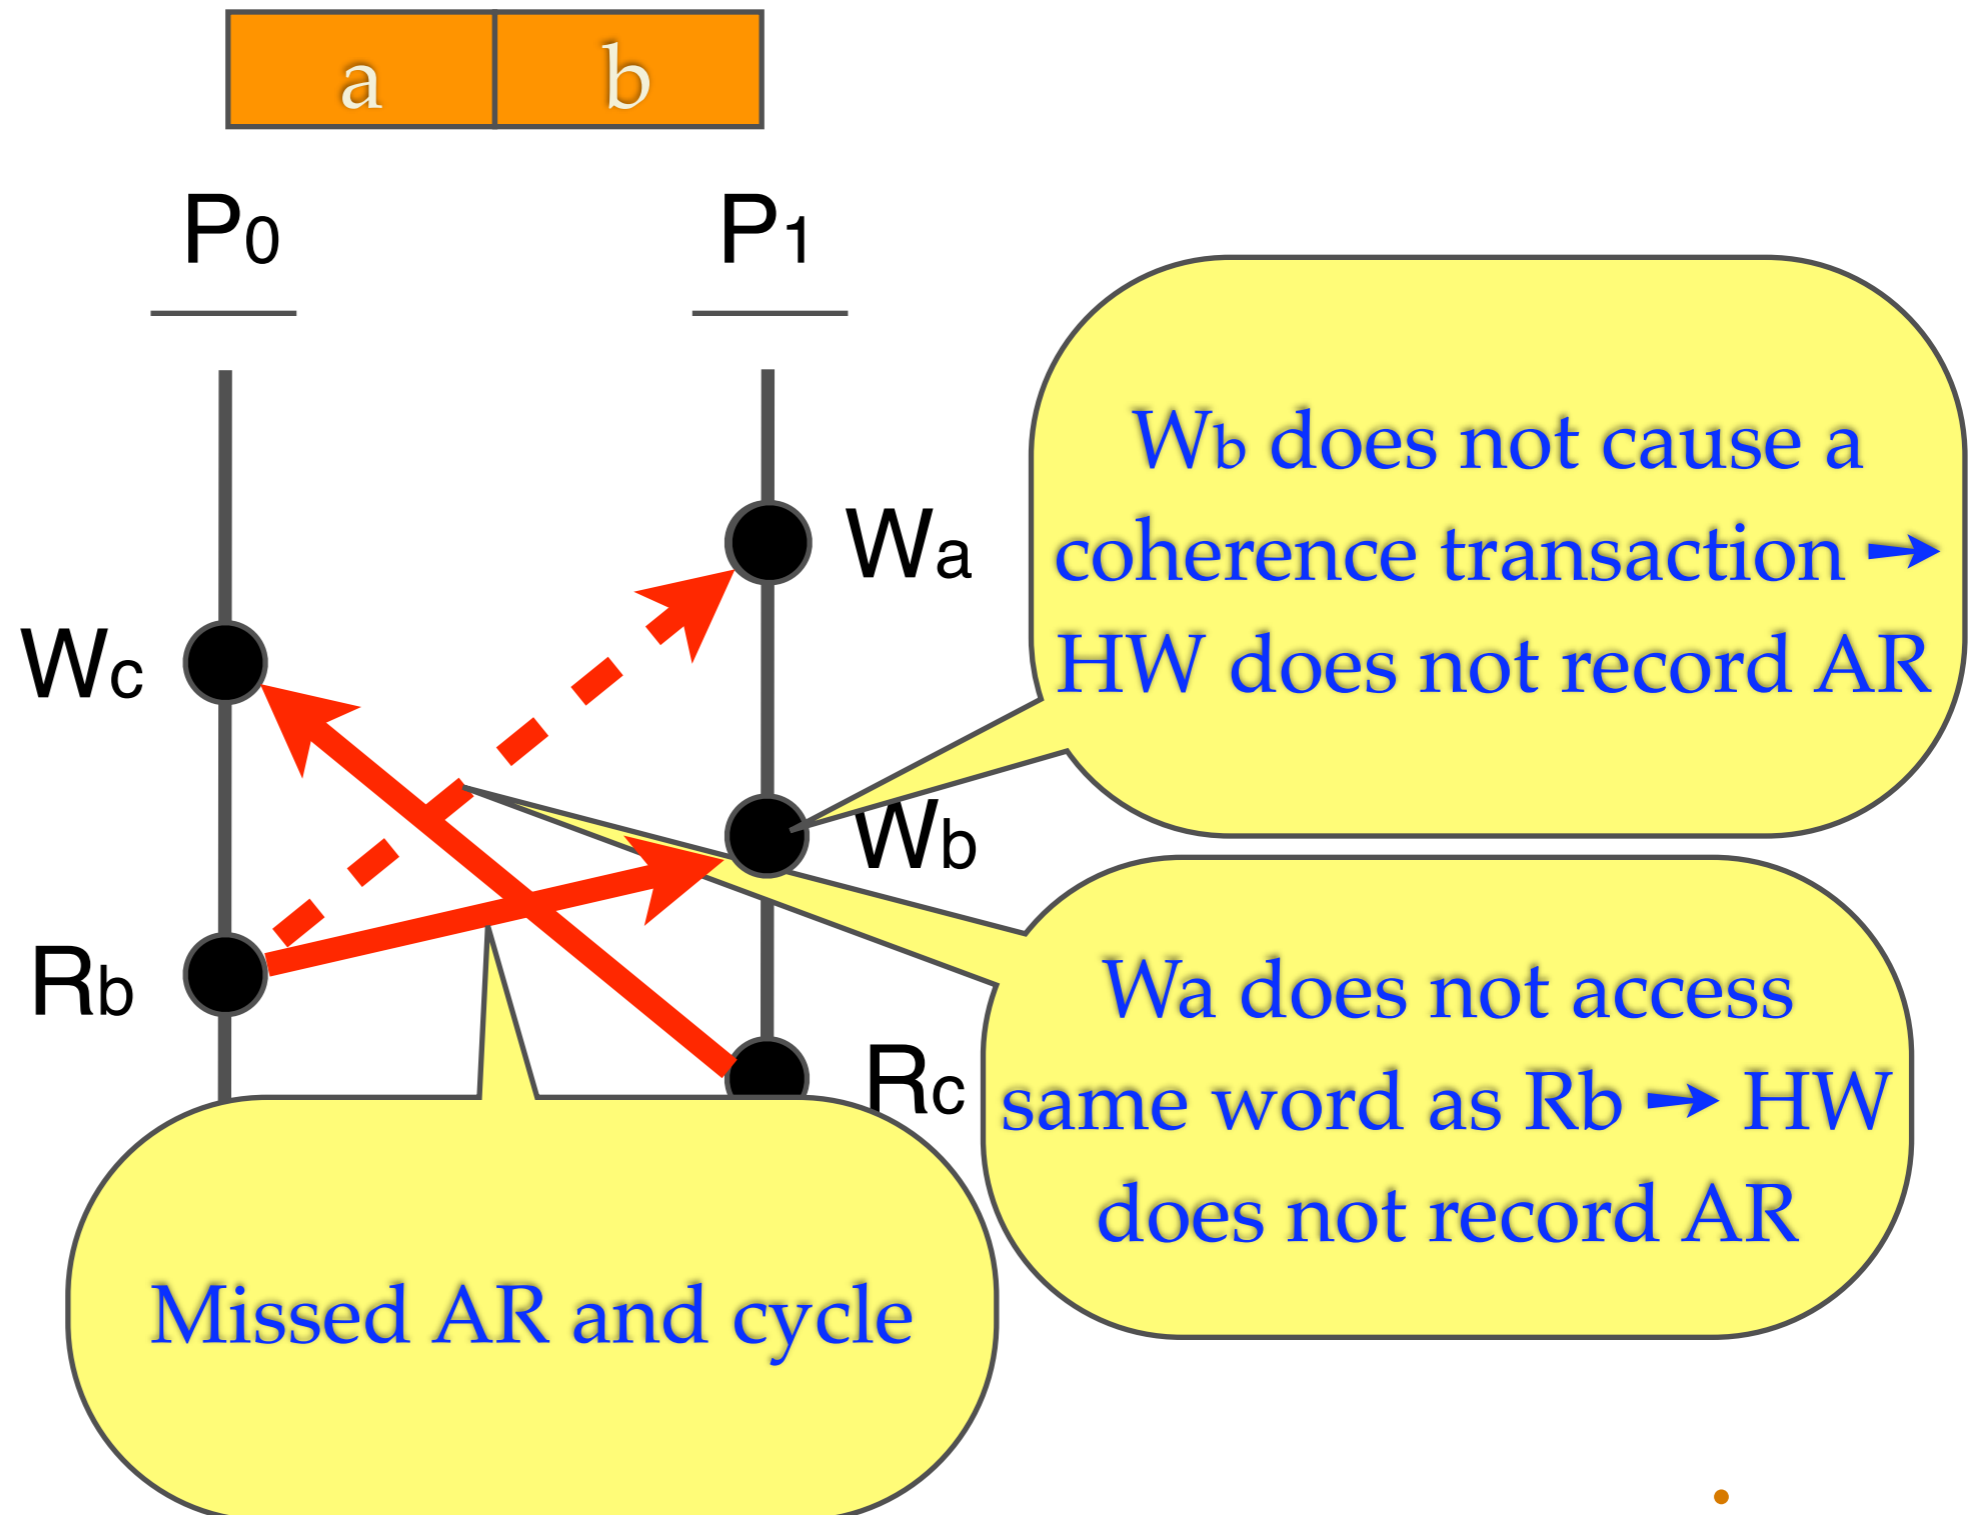 a b
P0 P1
Wa
Wc
Wb
Rb
Rc
Wb does not cause a
coherence transaction ➞
HW does not record AR
Wa does not access
same word as Rb ➞ HW
does not record AR
Missed AR and cycle